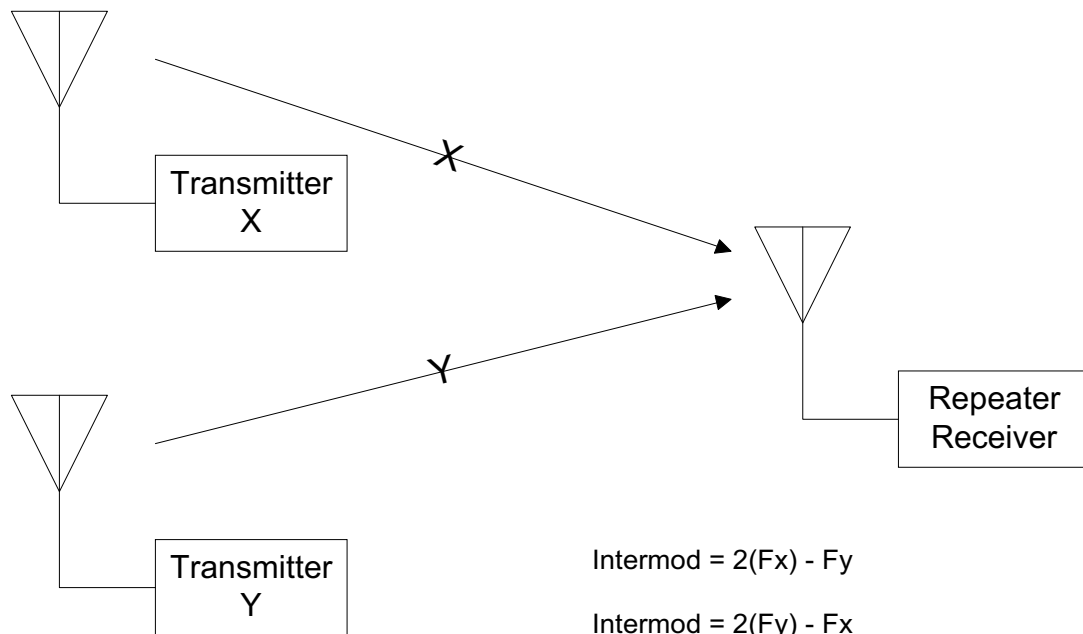 Transmitter
X
X
Y
Repeater
Receiver
Transmitter
Y
Intermod = 2(Fx) - Fy
Intermod = 2(Fy) - Fx